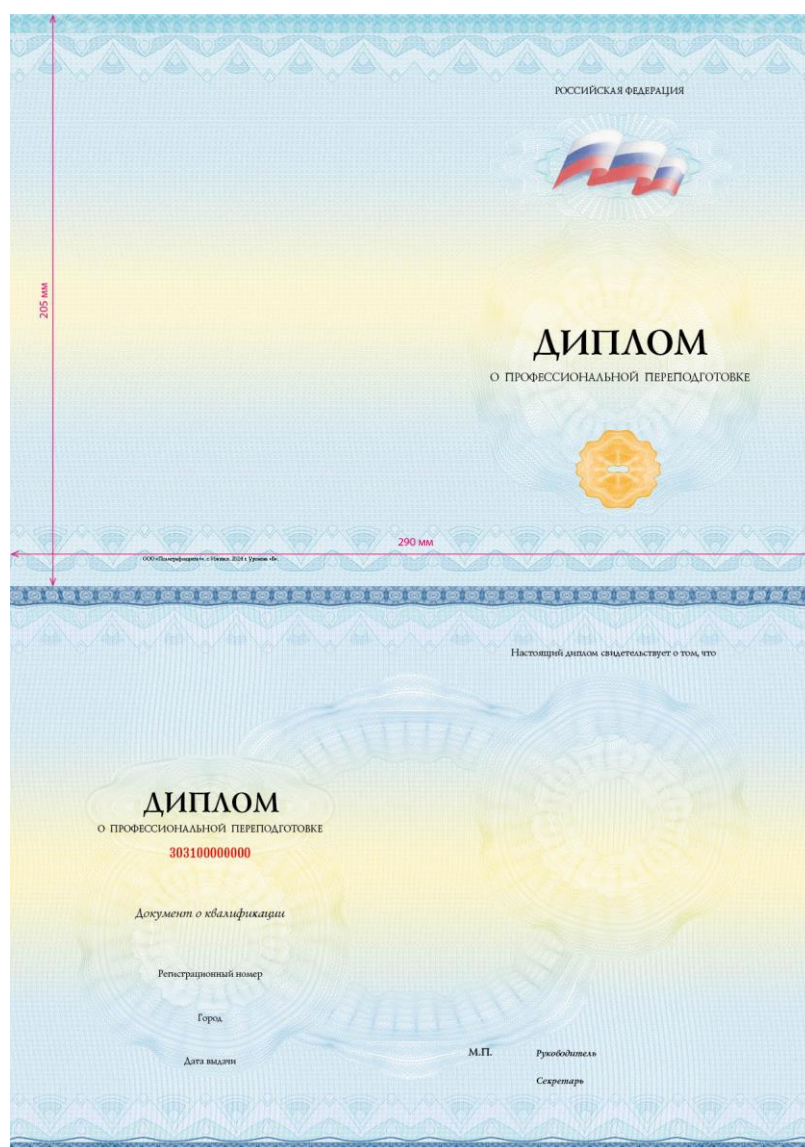 РОССИЙСКАЯ ФЕДЕРАЦИЯ
205 мм
ДИПЛОМ
О ПРОФЕССИОНАЛЬНОЙ ПЕРЕПОДГОТОВКЕ
290 мм
Настоящий диплом свидетельствует о том, что
ДИПЛОМ
О ПРОФЕССИОНАЛЬНОЙ ПЕРЕПОДГОТОВКЕ
303100000000
Документ о квалификации
Регистрационный номер
Город
Дата выдачи
М.П.
Руководитель
Секретарь